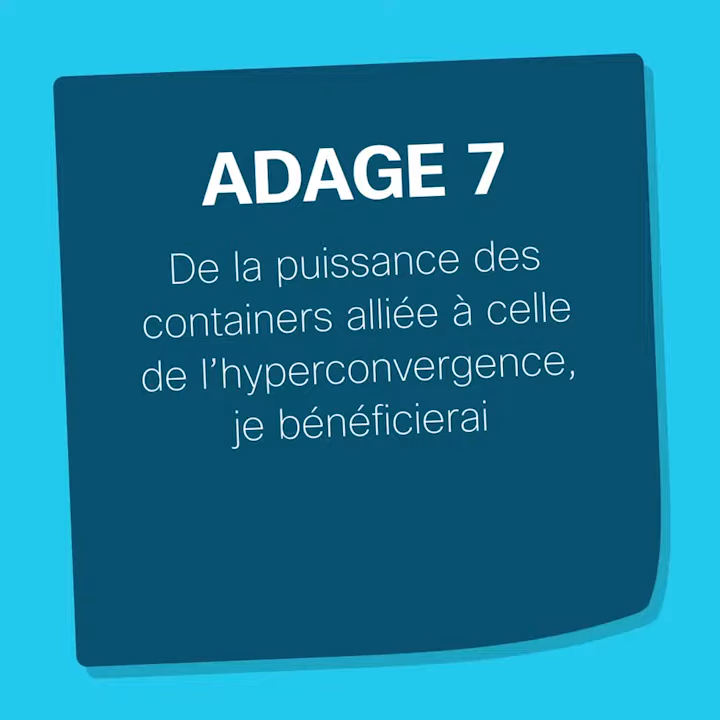 ADAGE 7
De la puissance des
containers alliée à celle
de l’hyperconvergence,
je bénéficierai